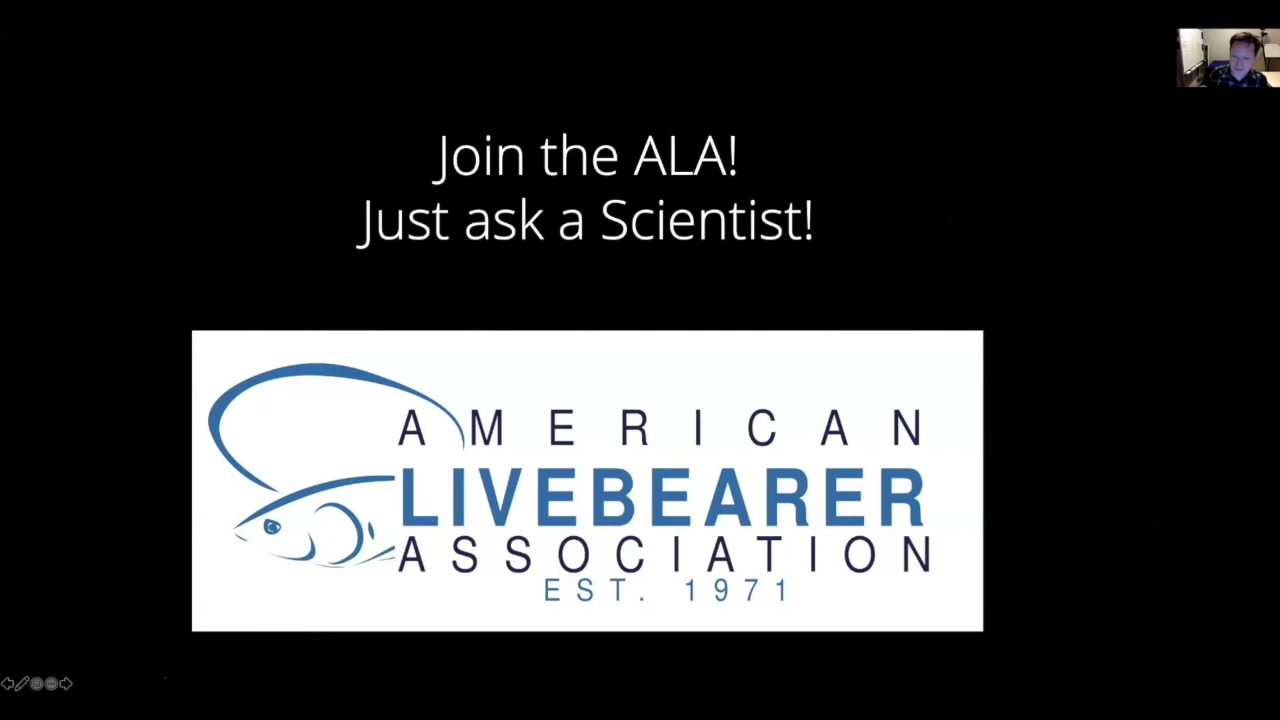 Join the ALA!
Just ask a Scientist!
AMERICAN
LIVEBEARER
ASSOCIATION
EST. 1971